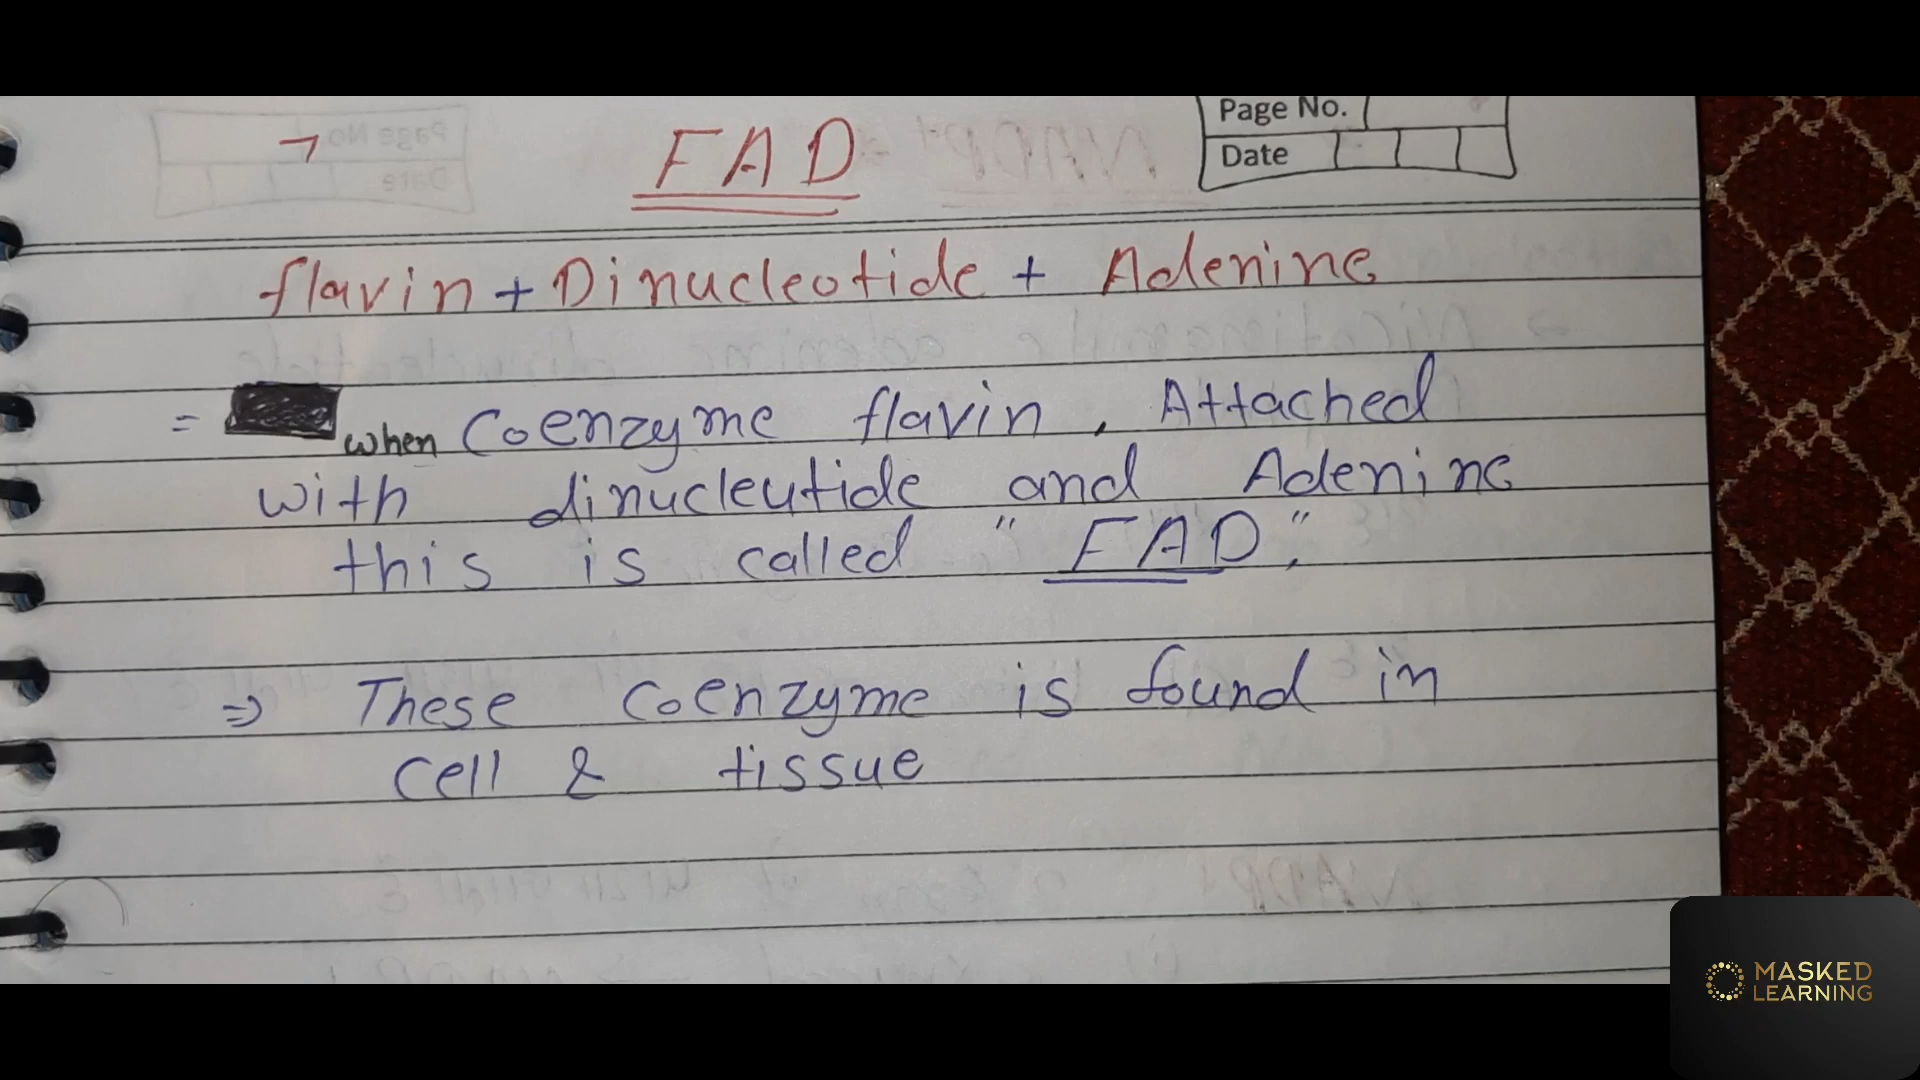 Page No.
Date
FAD
flavin + Dinucleotide + Adenine
= when Coenzyme flavin, Attached
with dinucleutide and Adenine
this is called "FAD".
⇒ These coenzyme is found in
cell & tissue
MASKED
LEARNING